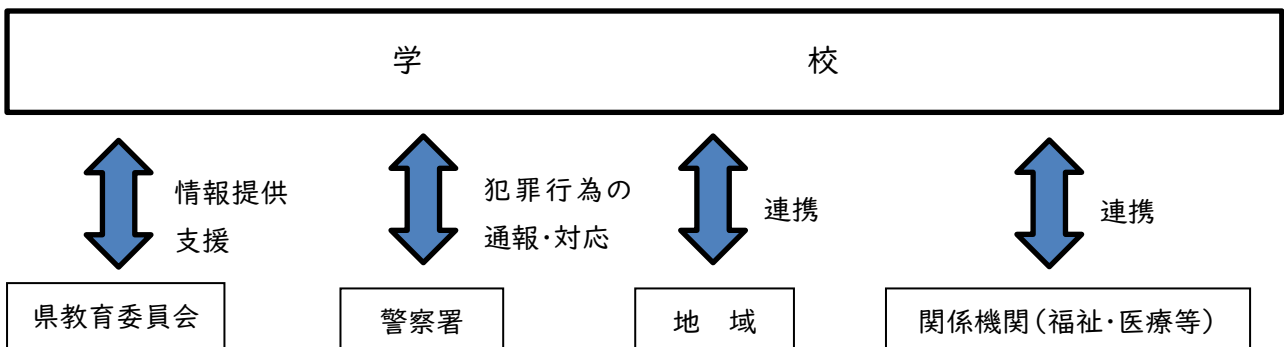 学　校
情報提供
支援
犯罪行為の
通報・対応
連携
連携
県教育委員会
警察署
地　域
関係機関（福祉・医療等）